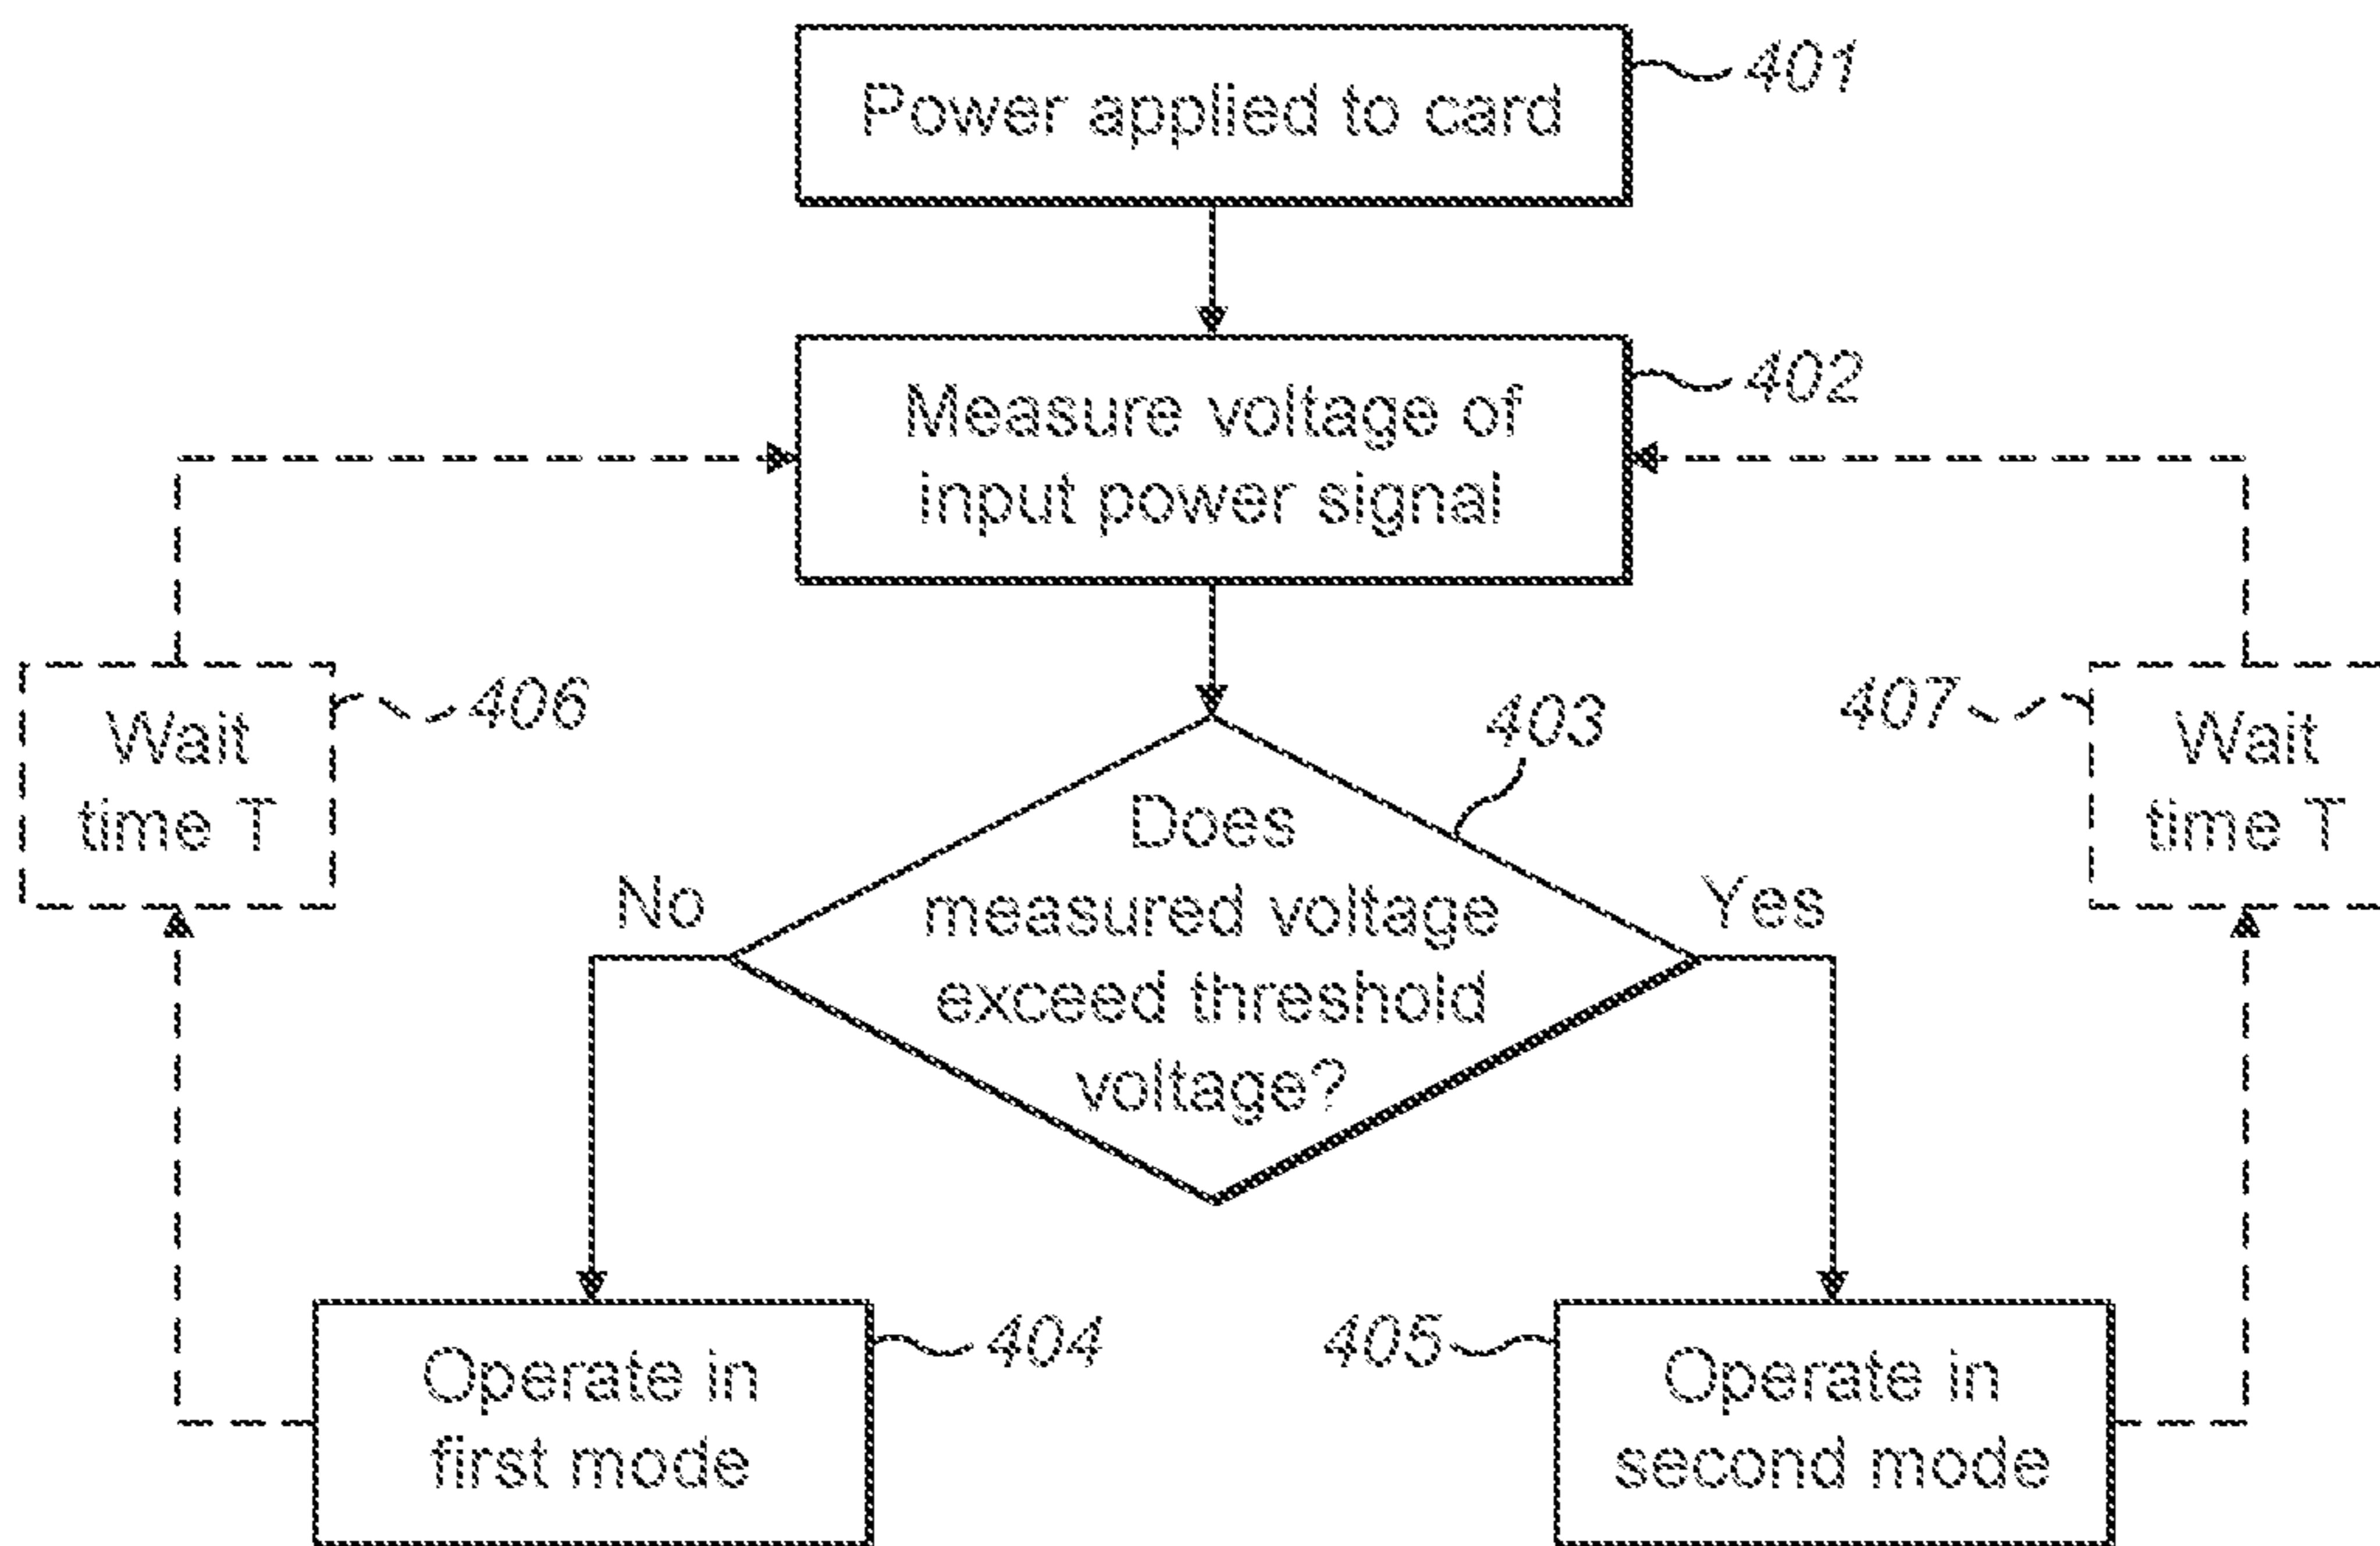 Power applied to card
401
Measure voltage of
input power signal
402
Wait
time T
406
403
407
Wait
time T
Does
measured voltage
exceed threshold
voltage?
No
Yes
Operate in
first mode
404
405
Operate in
second mode